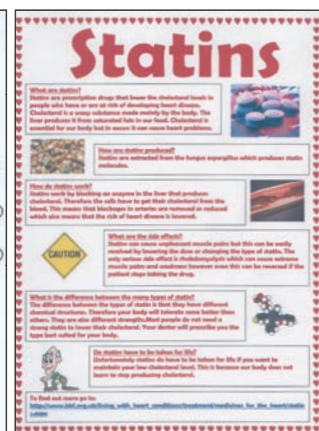 Statins
What are statins?
Statins are prescription drugs that lower the cholesterol levels in
people who have or are at risk of developing heart disease.
Cholesterol is a waxy substance made mainly by the body. The
liver produces it from saturated fats in our food. Cholesterol is
essential for our body but in excess it can cause heart problems.
How are statins produced?
Statins are extracted from the fungus aspergillus which produces statin
molecules.
How do statins work?
Statins work by blocking an enzyme in the liver that produces
cholesterol. Therefore the cells have to get their cholesterol from the
blood. This means that blockages in arteries are removed or reduced
which also means that the risk of heart disease is lowered.
What are the side effects?
Statins can cause unpleasant muscle pains but this can be easily
resolved by lowering the dose or changing the type of statin. The
only serious side effect is rhabdomyolysis which can cause extreme
muscle pains and weakness however even this can be reversed if the
patient stops taking the drug.
CAUTION
What is the difference between the many types of statin?
The difference between the types of statin is that they have different
chemical structures. Therefore your body will tolerate some better than
others. They are also different strengths. Most people do not need a
strong statin to lower their cholesterol. Your doctor will prescribe you the
type best suited for your body.
Do statins have to be taken for life?
Unfortunately statins do have to be taken for life if you want to
maintain your low cholesterol level. This is because our body does not
learn to stop producing cholesterol.
To find out more go to:
http://www.bhf.org.uk/living_with_heart_conditions/treatment/medicines_for_the_heart/statin
s.aspx